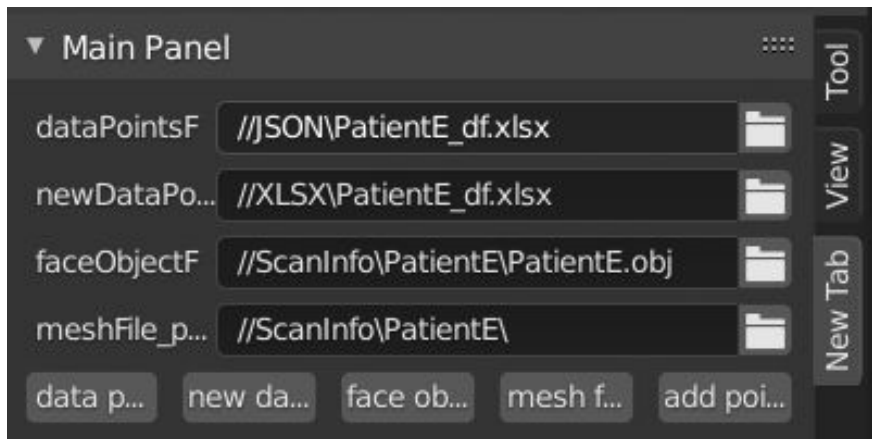 Main Panel
dataPointsF //JSON\PatientE_df.xlsx
newDataPo... //XLSX\PatientE_df.xlsx
faceObjectF //ScanInfo\PatientE\PatientE.obj
meshFile_p... //ScanInfo\PatientE\
data p... new da... face ob... mesh f... add poi...
Tool
View
New Tab